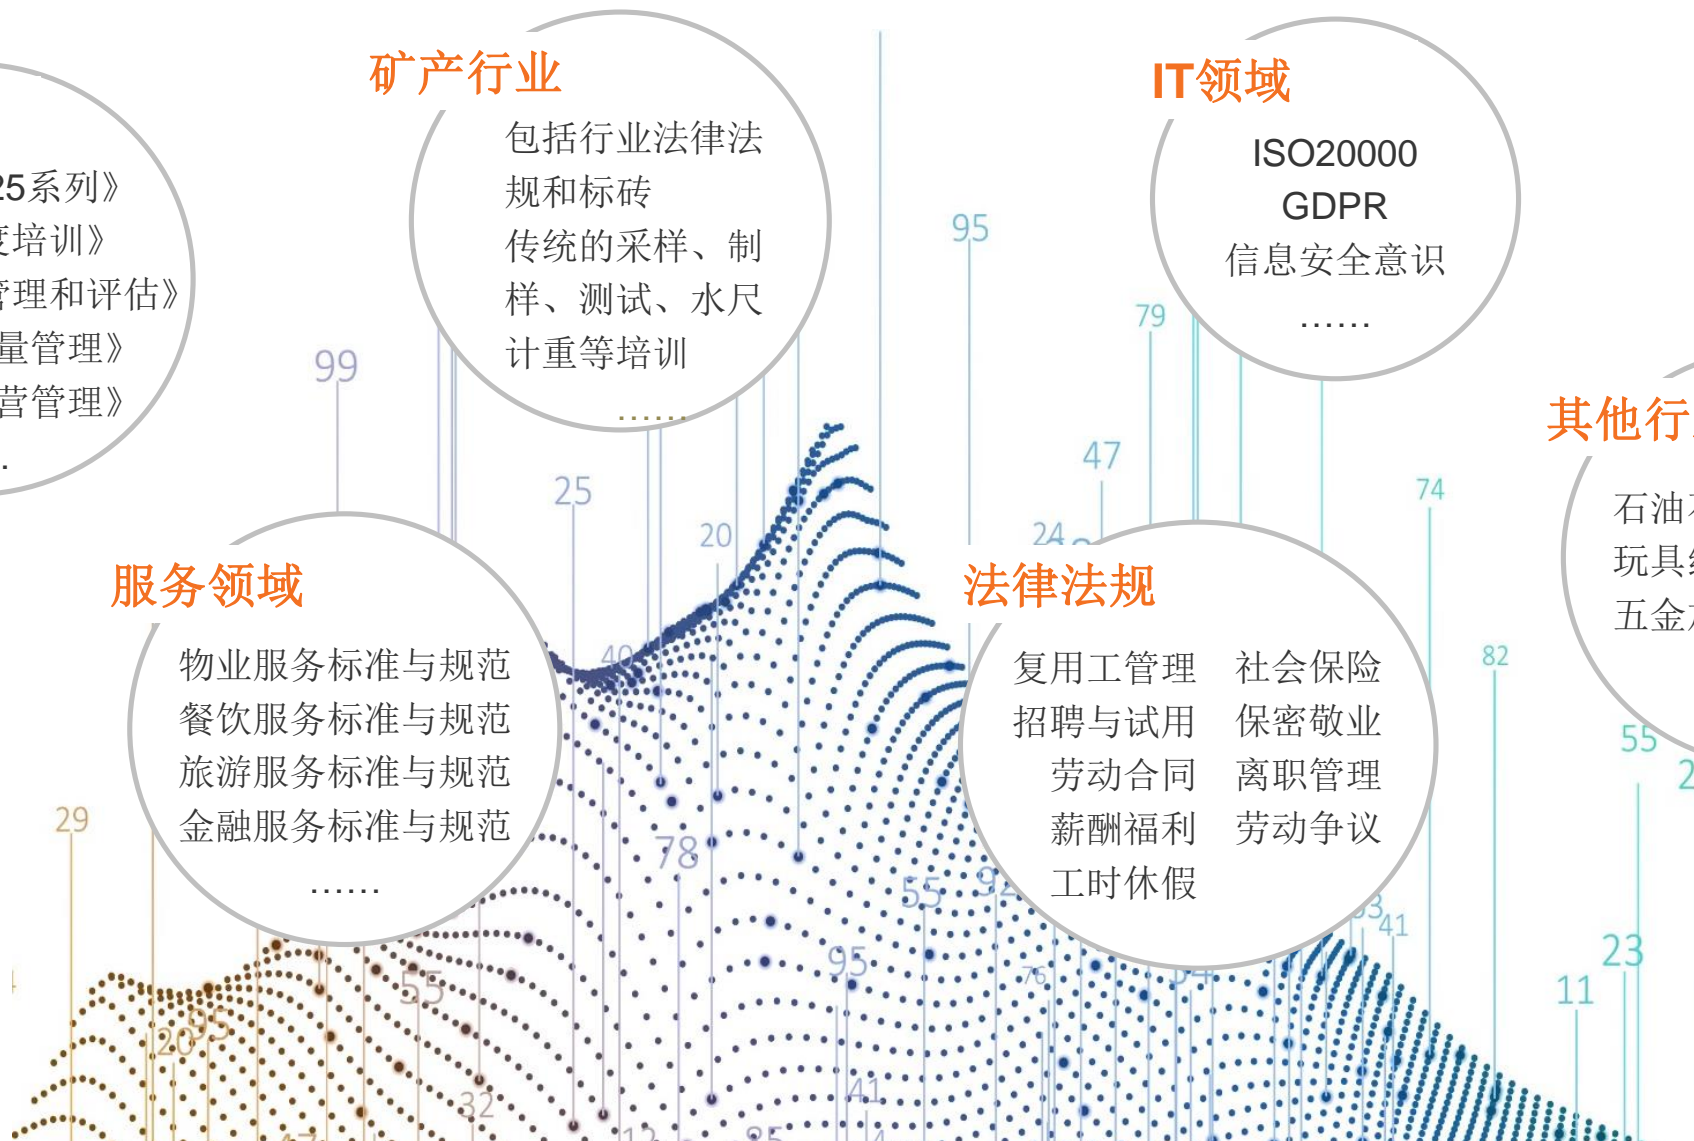 25系列》
度培训》
管理和评估》
量管理》
营管理》
矿产行业
包括行业法律法
规和标砖
传统的采样、制
样、测试、水尺
计重等培训
……
IT领域
ISO20000
GDPR
信息安全意识
……
其他行
石油
玩具
五金
服务领域
物业服务标准与规范
餐饮服务标准与规范
旅游服务标准与规范
金融服务标准与规范
……
法律法规
复用工管理 社会保险
招聘与试用 保密敬业
劳动合同 离职管理
薪酬福利 劳动争议
工时休假
99
95
79
25
47
20
24
74
40
82
55
29
78
55
92
41
95
76
23
11
55
95
20
32
41